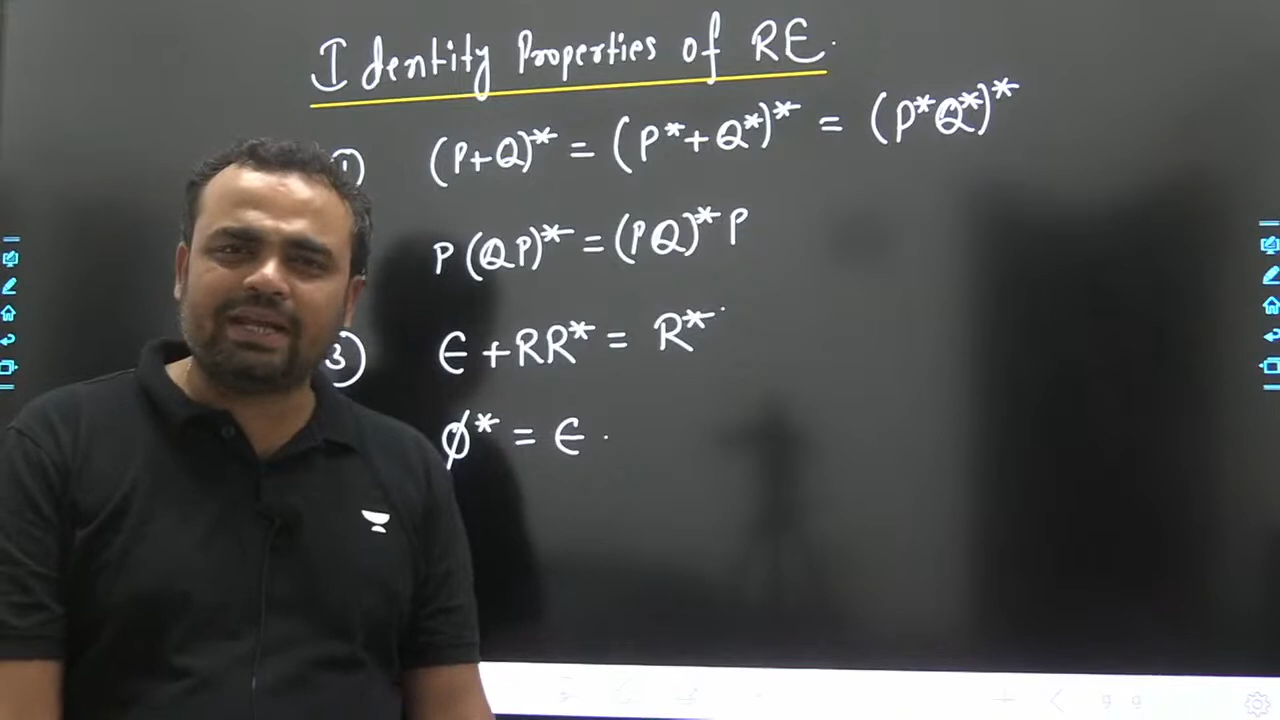 Identity Properties of RE.
1) (P+Q)* = (P*+Q*)* = (P*Q*)*
P(QP)* = (PQ)*P
3) ϵ+RR* = R*
ϕ* = ϵ.